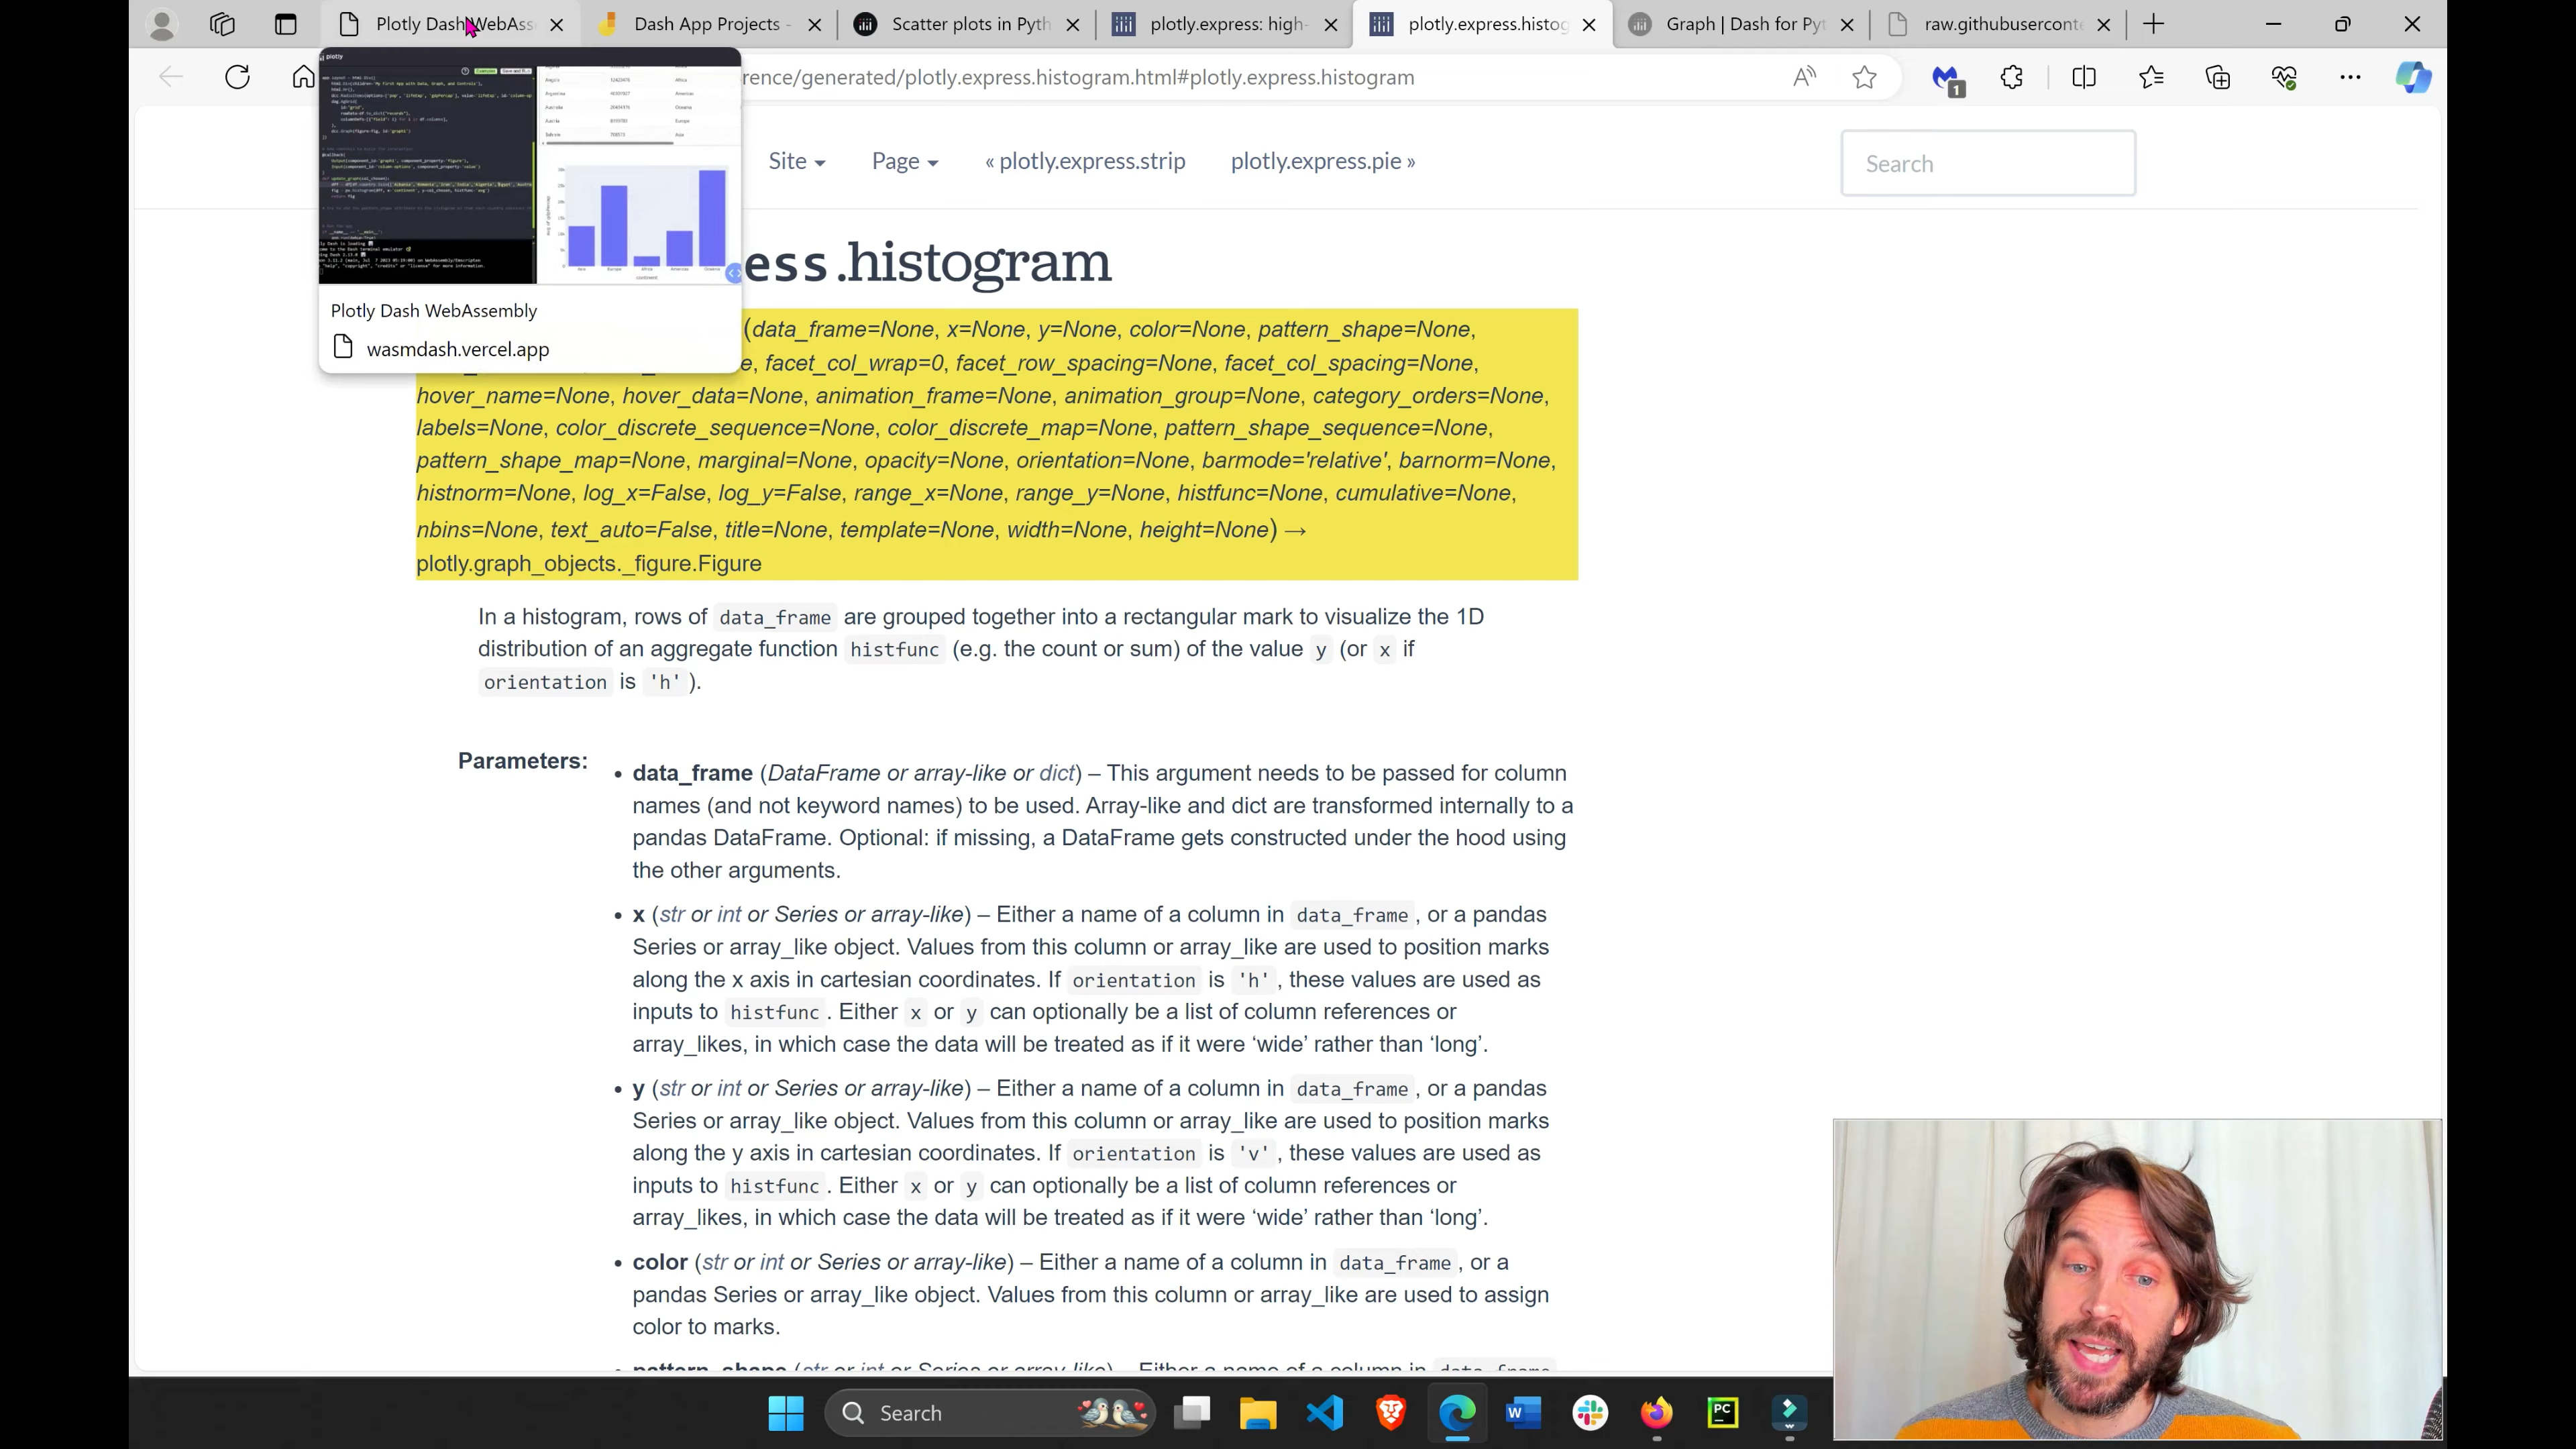 Plotly Dash WebAss
Dash App Projects -
Scatter plots in Pyth
plotly.express: high-
plotly.express.histog
Graph | Dash for Pyt
raw.githubuserconte
rence/generated/plotly.express.histogram.html#plotly.express.histogram
1
plotly
Site
Page
« plotly.express.strip
plotly.express.pie »
Search
ess.histogram
Plotly Dash WebAssembly
wasmdash.vercel.app
(data_frame=None, x=None, y=None, color=None, pattern_shape=None,
e, facet_col_wrap=0, facet_row_spacing=None, facet_col_spacing=None,
hover_name=None, hover_data=None, animation_frame=None, animation_group=None, category_orders=None,
labels=None, color_discrete_sequence=None, color_discrete_map=None, pattern_shape_sequence=None,
pattern_shape_map=None, marginal=None, opacity=None, orientation=None, barmode='relative', barnorm=None,
histnorm=None, log_x=False, log_y=False, range_x=None, range_y=None, histfunc=None, cumulative=None,
nbins=None, text_auto=False, title=None, template=None, width=None, height=None) →
plotly.graph_objects._figure.Figure
In a histogram, rows of data_frame are grouped together into a rectangular mark to visualize the 1D
distribution of an aggregate function histfunc (e.g. the count or sum) of the value y (or x if
orientation is 'h' ).
Parameters:
• data_frame (DataFrame or array-like or dict) – This argument needs to be passed for column
names (and not keyword names) to be used. Array-like and dict are transformed internally to a
pandas DataFrame. Optional: if missing, a DataFrame gets constructed under the hood using
the other arguments.
• x (str or int or Series or array-like) – Either a name of a column in data_frame , or a pandas
Series or array_like object. Values from this column or array_like are used to position marks
along the x axis in cartesian coordinates. If orientation is 'h' , these values are used as
inputs to histfunc . Either x or y can optionally be a list of column references or
array_likes, in which case the data will be treated as if it were ‘wide’ rather than ‘long’.
• y (str or int or Series or array-like) – Either a name of a column in data_frame , or a pandas
Series or array_like object. Values from this column or array_like are used to position marks
along the y axis in cartesian coordinates. If orientation is 'v' , these values are used as
inputs to histfunc . Either x or y can optionally be a list of column references or
array_likes, in which case the data will be treated as if it were ‘wide’ rather than ‘long’.
• color (str or int or Series or array-like) – Either a name of a column in data_frame , or a
pandas Series or array_like object. Values from this column or array_like are used to assign
color to marks.
• pattern_shape (str or int or Series or array-like) – Either a name of a column in data_frame
Search
W
PC